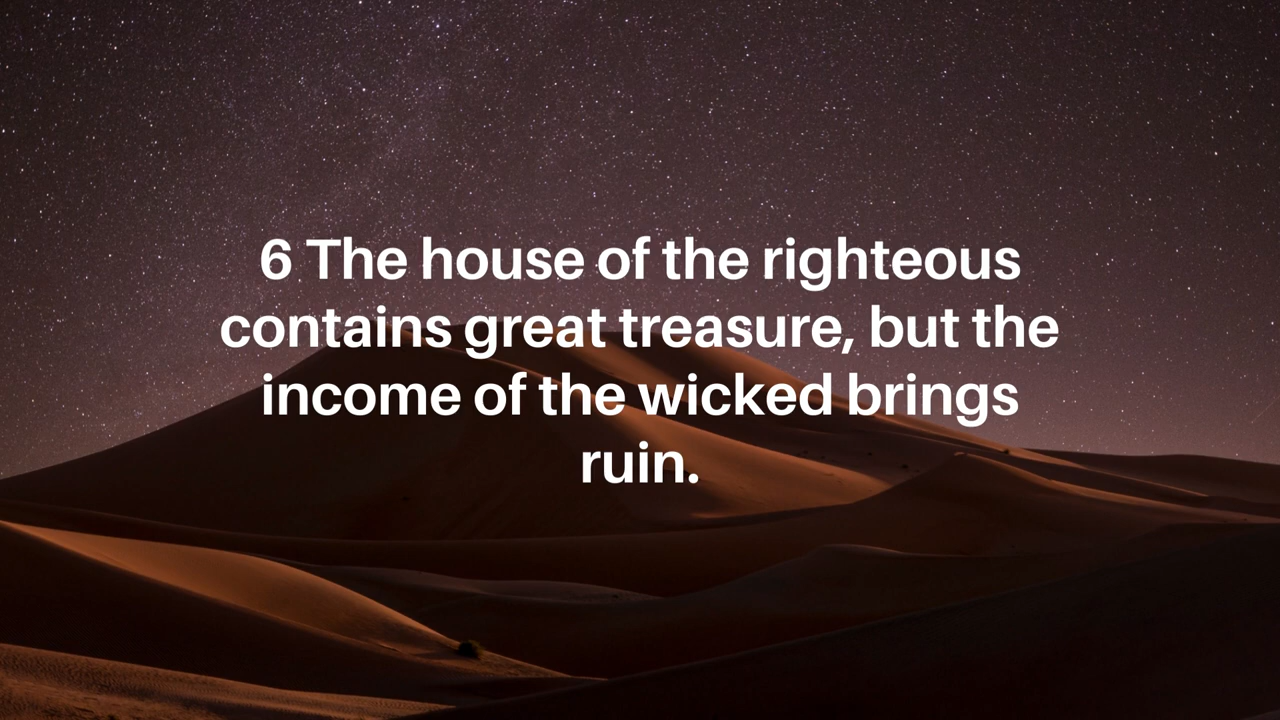 6 The house of the righteous
contains great treasure, but the
income of the wicked brings
ruin.